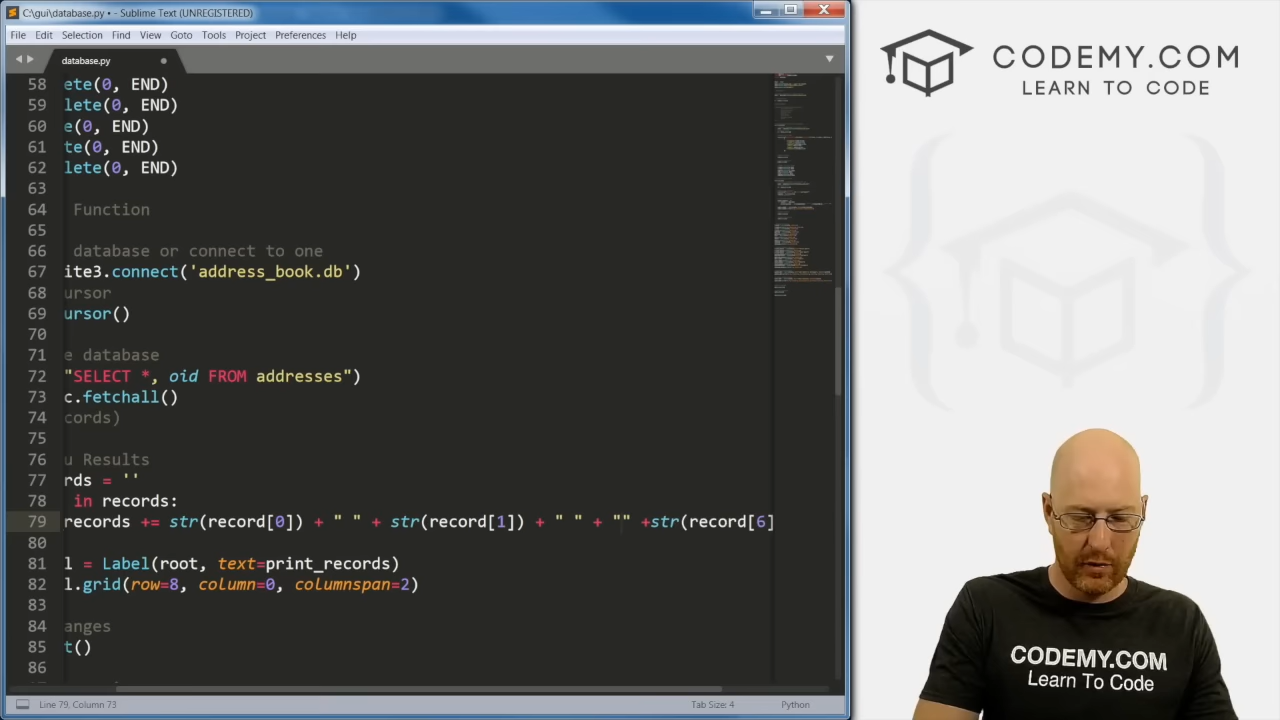 C:\gui\database.py • - Sublime Text (UNREGISTERED)
File Edit Selection Find View Goto Tools Project Preferences Help
database.py
58 ete(0, END)
59 lete(0, END)
60 e(0, END)
61 te(0, END)
62 lete(0, END)
63
64 Function
65
66 tabase or connect to one
67 lite3.connect('address_book.db')
68 ursor
69 ursor()
70
71 e database
72 "SELECT *, oid FROM addresses")
73 c.fetchall()
74 cords)
75
76 u Results
77 rds = ''
78 in records:
79 records += str(record[0]) + " " + str(record[1]) + " " + "" +str(record[6]
80
81 l = Label(root, text=print_records)
82 l.grid(row=8, column=0, columnspan=2)
83
84 anges
85 t()
86
Line 79, Column 73
Tab Size: 4
Python
CODEMY.COM
LEARN TO CODE
CODEMY.COM
Learn To Code